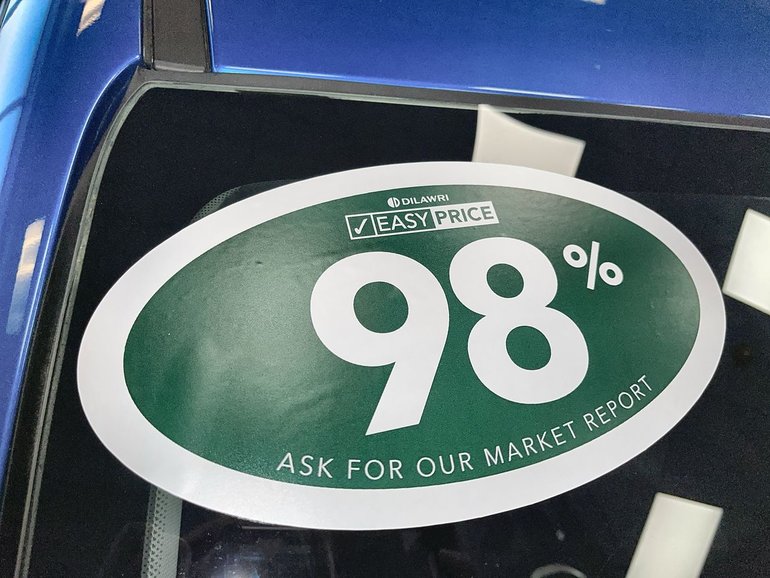 DILAWRI
EASY PRICE
98%
ASK FOR OUR MARKET REPORT